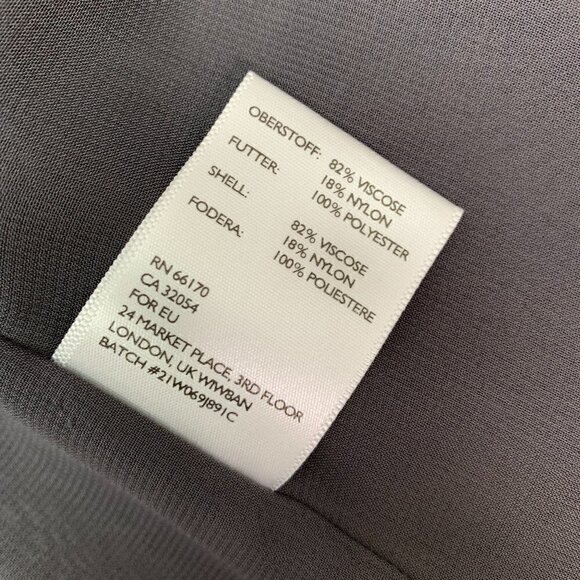 OBERSTOFF: 82% VISCOSE
18% NYLON
FUTTER: 100% POLYESTER
SHELL: 82% VISCOSE
18% NYLON
FODERA: 100% POLIESTERE
RN 66170
CA 32054
FOR EU
24 MARKET PLACE, 3RD FLOOR
LONDON, UK W1W8AN
BATCH #21W069J891C